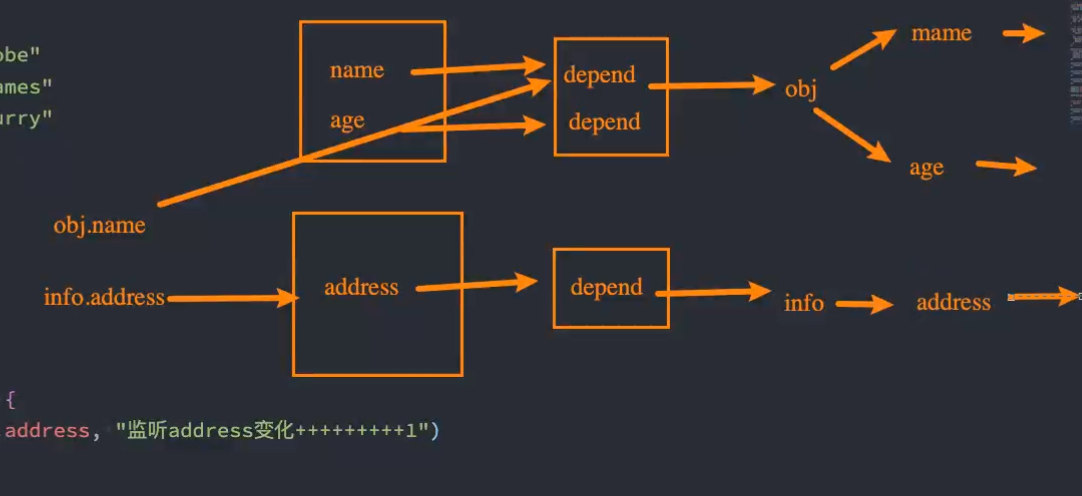 obe"
ames"
urry"
name
age
depend
depend
obj
mame
age
obj.name
info.address
address
depend
info
address
{
.address, "监听address变化+++++++++1")